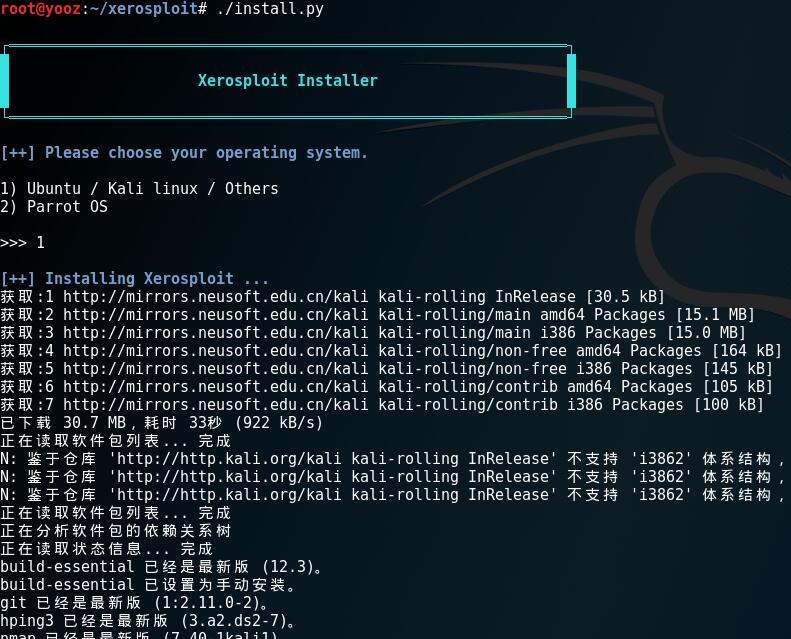 root@yooz:~/xerosploit# ./install.py
Xerosploit Installer
[++] Please choose your operating system.
1) Ubuntu / Kali linux / Others
2) Parrot OS
>>> 1
[++] Installing Xerosploit ...
获取:1 http://mirrors.neusoft.edu.cn/kali kali-rolling InRelease [30.5 kB]
获取:2 http://mirrors.neusoft.edu.cn/kali kali-rolling/main amd64 Packages [15.1 MB]
获取:3 http://mirrors.neusoft.edu.cn/kali kali-rolling/main i386 Packages [15.0 MB]
获取:4 http://mirrors.neusoft.edu.cn/kali kali-rolling/non-free amd64 Packages [164 kB]
获取:5 http://mirrors.neusoft.edu.cn/kali kali-rolling/non-free i386 Packages [145 kB]
获取:6 http://mirrors.neusoft.edu.cn/kali kali-rolling/contrib amd64 Packages [105 kB]
获取:7 http://mirrors.neusoft.edu.cn/kali kali-rolling/contrib i386 Packages [100 kB]
已下载 30.7 MB，耗时 33秒 (922 kB/s)
正在读取软件包列表... 完成
N: 鉴于仓库 'http://http.kali.org/kali kali-rolling InRelease' 不支持 'i3862' 体系结构，
N: 鉴于仓库 'http://http.kali.org/kali kali-rolling InRelease' 不支持 'i3862' 体系结构，
N: 鉴于仓库 'http://http.kali.org/kali kali-rolling InRelease' 不支持 'i3862' 体系结构，
正在读取软件包列表... 完成
正在分析软件包的依赖关系树
正在读取状态信息... 完成
build-essential 已经是最新版 (12.3)。
build-essential 已设置为手动安装。
git 已经是最新版 (1:2.11.0-2)。
hping3 已经是最新版 (3.a2.ds2-7)。
nmap 已经是最新版 (7.40-1kali1)